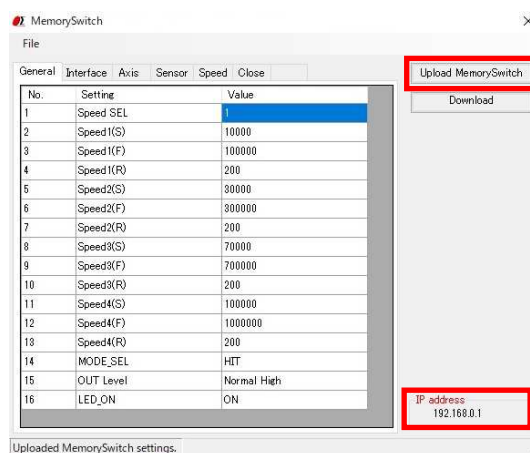 MemorySwitch
File
General Interface Axis Sensor Speed Close
Upload MemorySwitch
Download
No. Setting Value
1 Speed SEL 1
2 Speed1(S) 10000
3 Speed1(F) 100000
4 Speed1(R) 200
5 Speed2(S) 30000
6 Speed2(F) 300000
7 Speed2(R) 200
8 Speed3(S) 70000
9 Speed3(F) 700000
10 Speed3(R) 200
11 Speed4(S) 100000
12 Speed4(F) 1000000
13 Speed4(R) 200
14 MODE_SEL HIT
15 OUT Level Normal High
16 LED_ON ON
IP address
192.168.0.1
Uploaded MemorySwitch settings.